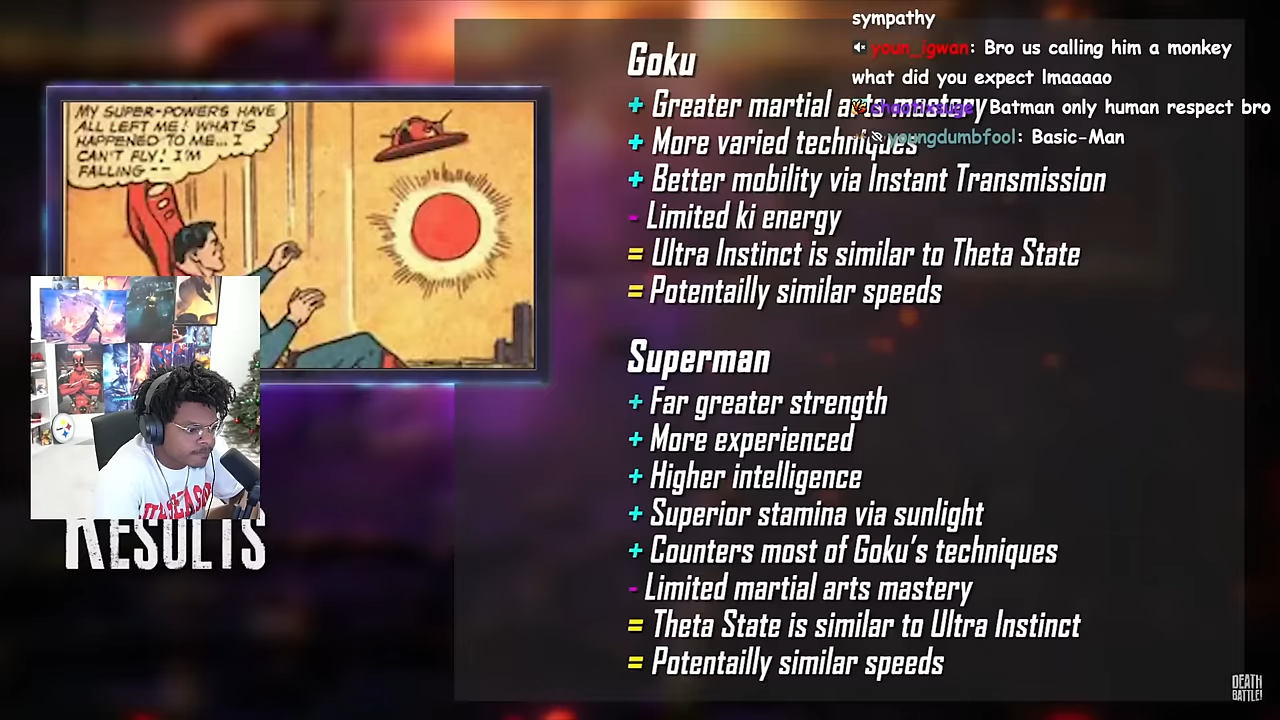 sympathy
youn_igwan: Bro us calling him a monkey
what did you expect lmaaaao
Batman only human respect bro
youngdumbfool: Basic-Man
MY SUPER-POWERS HAVE
ALL LEFT ME! WHAT'S
HAPPENED TO ME... I
CAN'T FLY! I'M
FALLING --
RESULTS
Goku
+ Greater martial arts mastery
+ More varied techniques
+ Better mobility via Instant Transmission
- Limited ki energy
= Ultra Instinct is similar to Theta State
= Potentailly similar speeds
Superman
+ Far greater strength
+ More experienced
+ Higher intelligence
+ Superior stamina via sunlight
+ Counters most of Goku's techniques
- Limited martial arts mastery
= Theta State is similar to Ultra Instinct
= Potentailly similar speeds
DEATH
BATTLE!